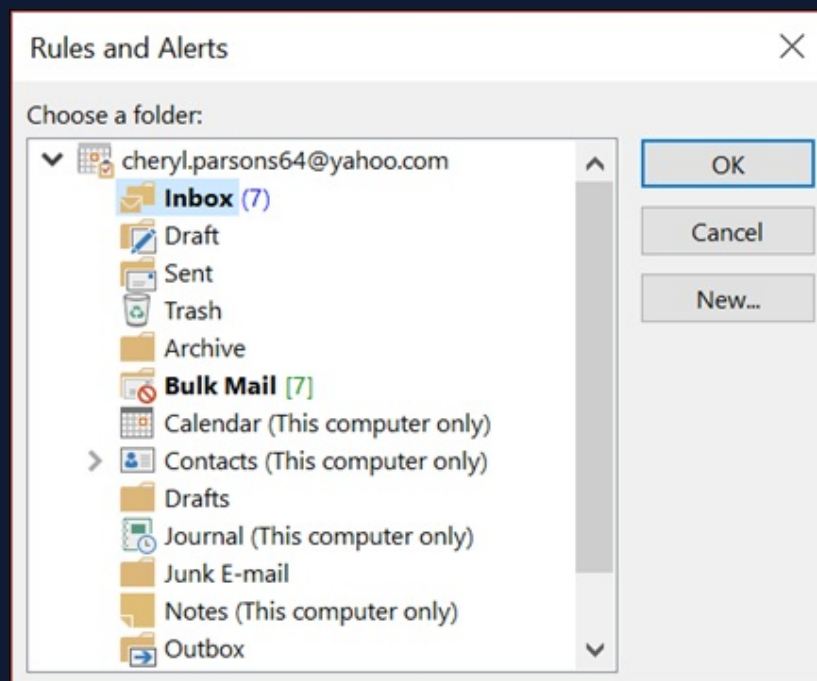 Rules and Alerts
Choose a folder:
cheryl.parsons64@yahoo.com
Inbox (7)
Draft
Sent
Trash
Archive
Bulk Mail [7]
Calendar (This computer only)
Contacts (This computer only)
Drafts
Journal (This computer only)
Junk E-mail
Notes (This computer only)
Outbox
OK
Cancel
New...